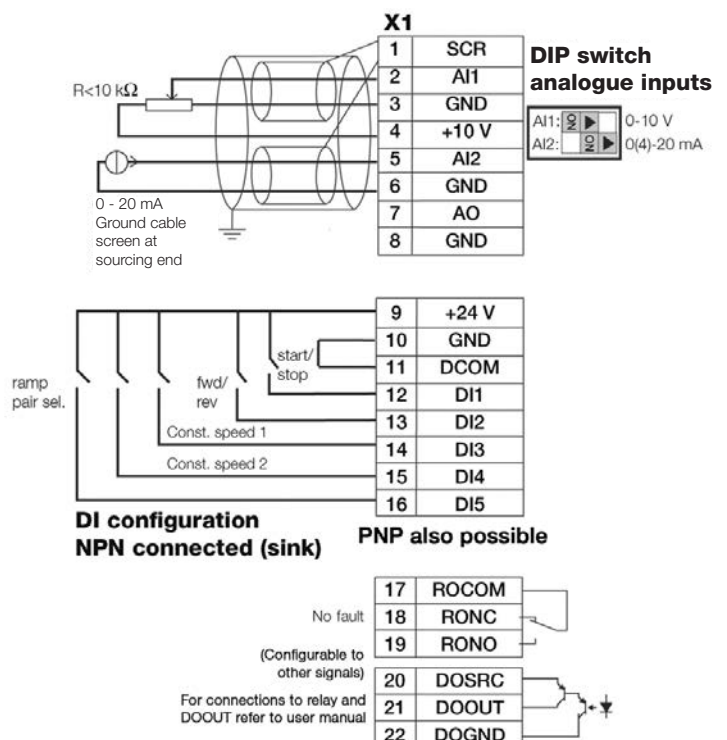 X1
1 SCR
2 AI1
3 GND
4 +10 V
5 AI2
6 GND
7 AO
8 GND
R<10 kΩ
0 - 20 mA
Ground cable
screen at
sourcing end
DIP switch
analogue inputs
AI1: ON 0-10 V
AI2: ON 0(4)-20 mA
9 +24 V
10 GND
11 DCOM
12 DI1
13 DI2
14 DI3
15 DI4
16 DI5
ramp
pair sel.
fwd/
rev
start/
stop
Const. speed 1
Const. speed 2
DI configuration
NPN connected (sink)
PNP also possible
17 ROCOM
18 RONC
19 RONO
No fault
(Configurable to
other signals)
20 DOSRC
21 DOOUT
22 DOGND
For connections to relay and
DOOUT refer to user manual